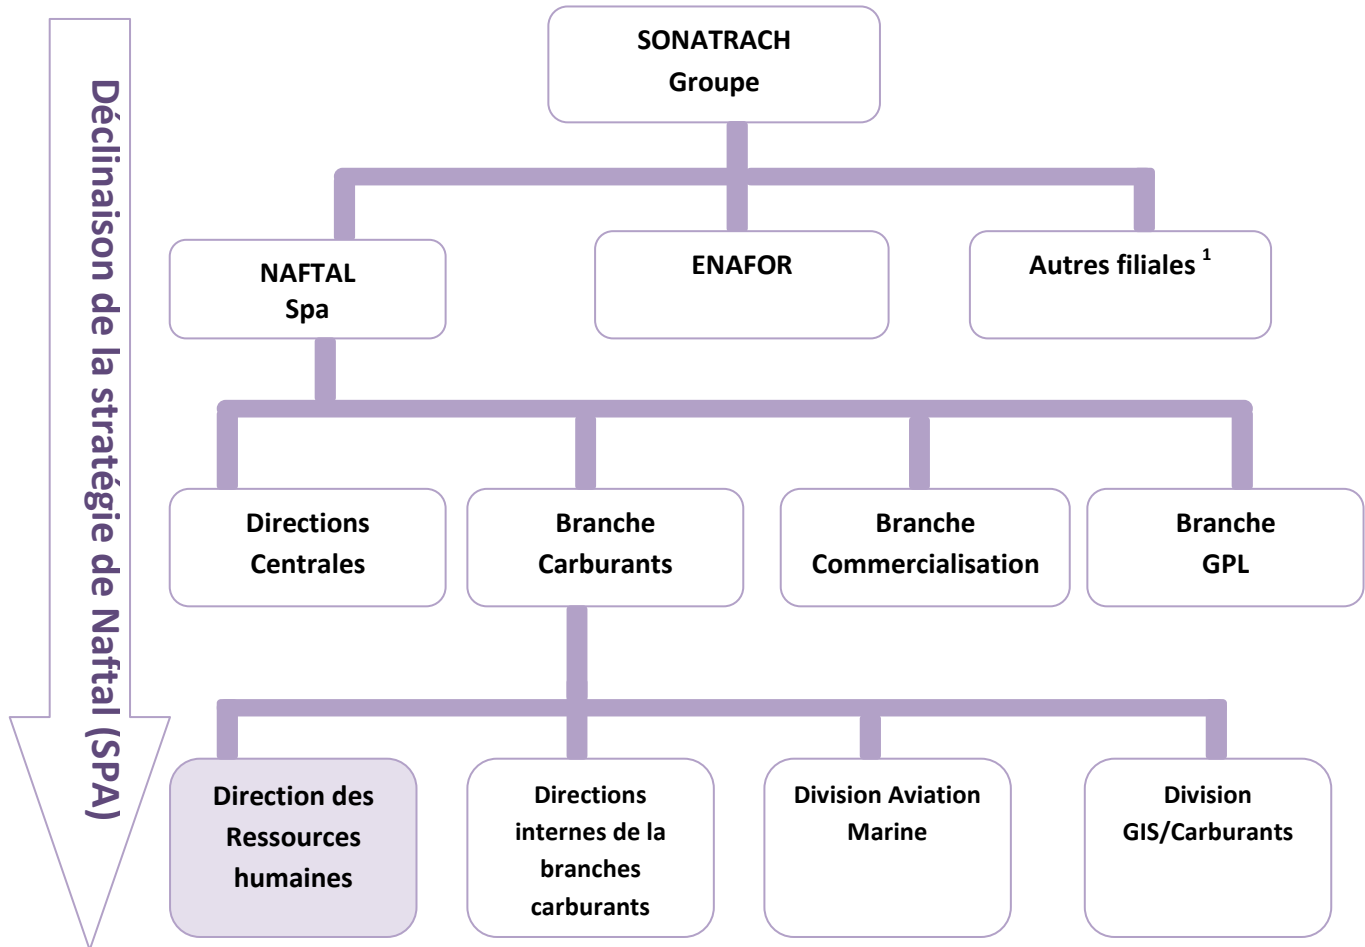 Déclinaison de la stratégie de Naftal (SPA)
SONATRACH
Groupe
NAFTAL
Spa
ENAFOR
Autres filiales ¹
Directions
Centrales
Branche
Carburants
Branche
Commercialisation
Branche
GPL
Direction des
Ressources
humaines
Directions
internes de la
branches
carburants
Division Aviation
Marine
Division
GIS/Carburants